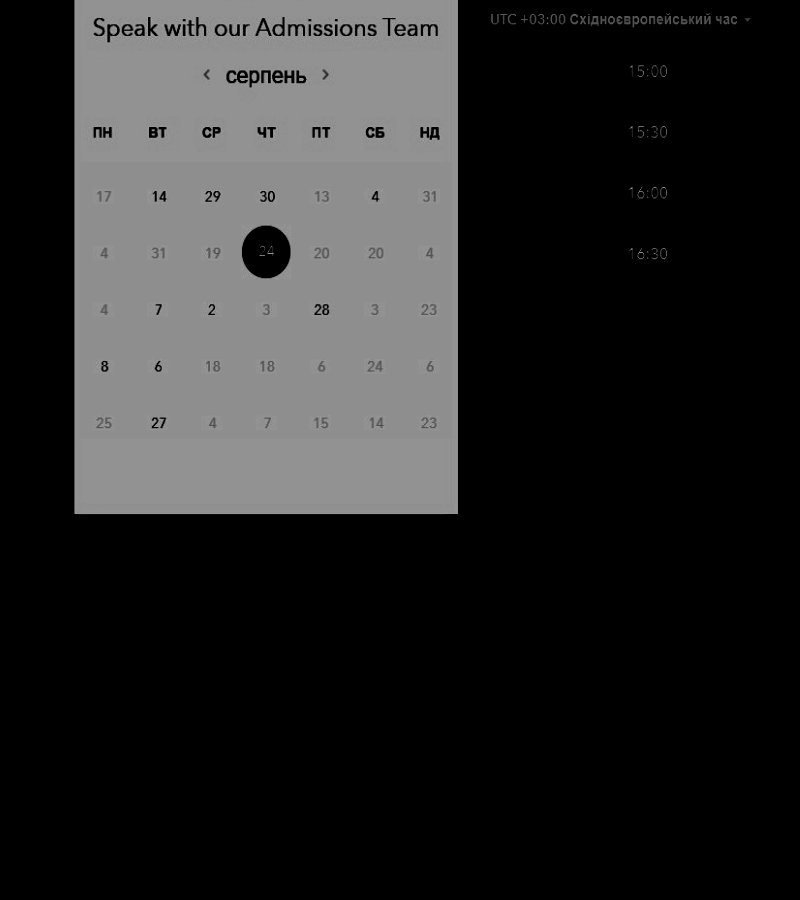 Speak with our Admissions Team
< серпень >
ПН ВТ СР ЧТ ПТ СБ НД
17 14 29 30 13 4 31
4 31 19 24 20 20 4
4 7 2 3 28 3 23
8 6 18 18 6 24 6
25 27 4 7 15 14 23
UTC +03:00 Східноєвропейський час
15:00
15:30
16:00
16:30